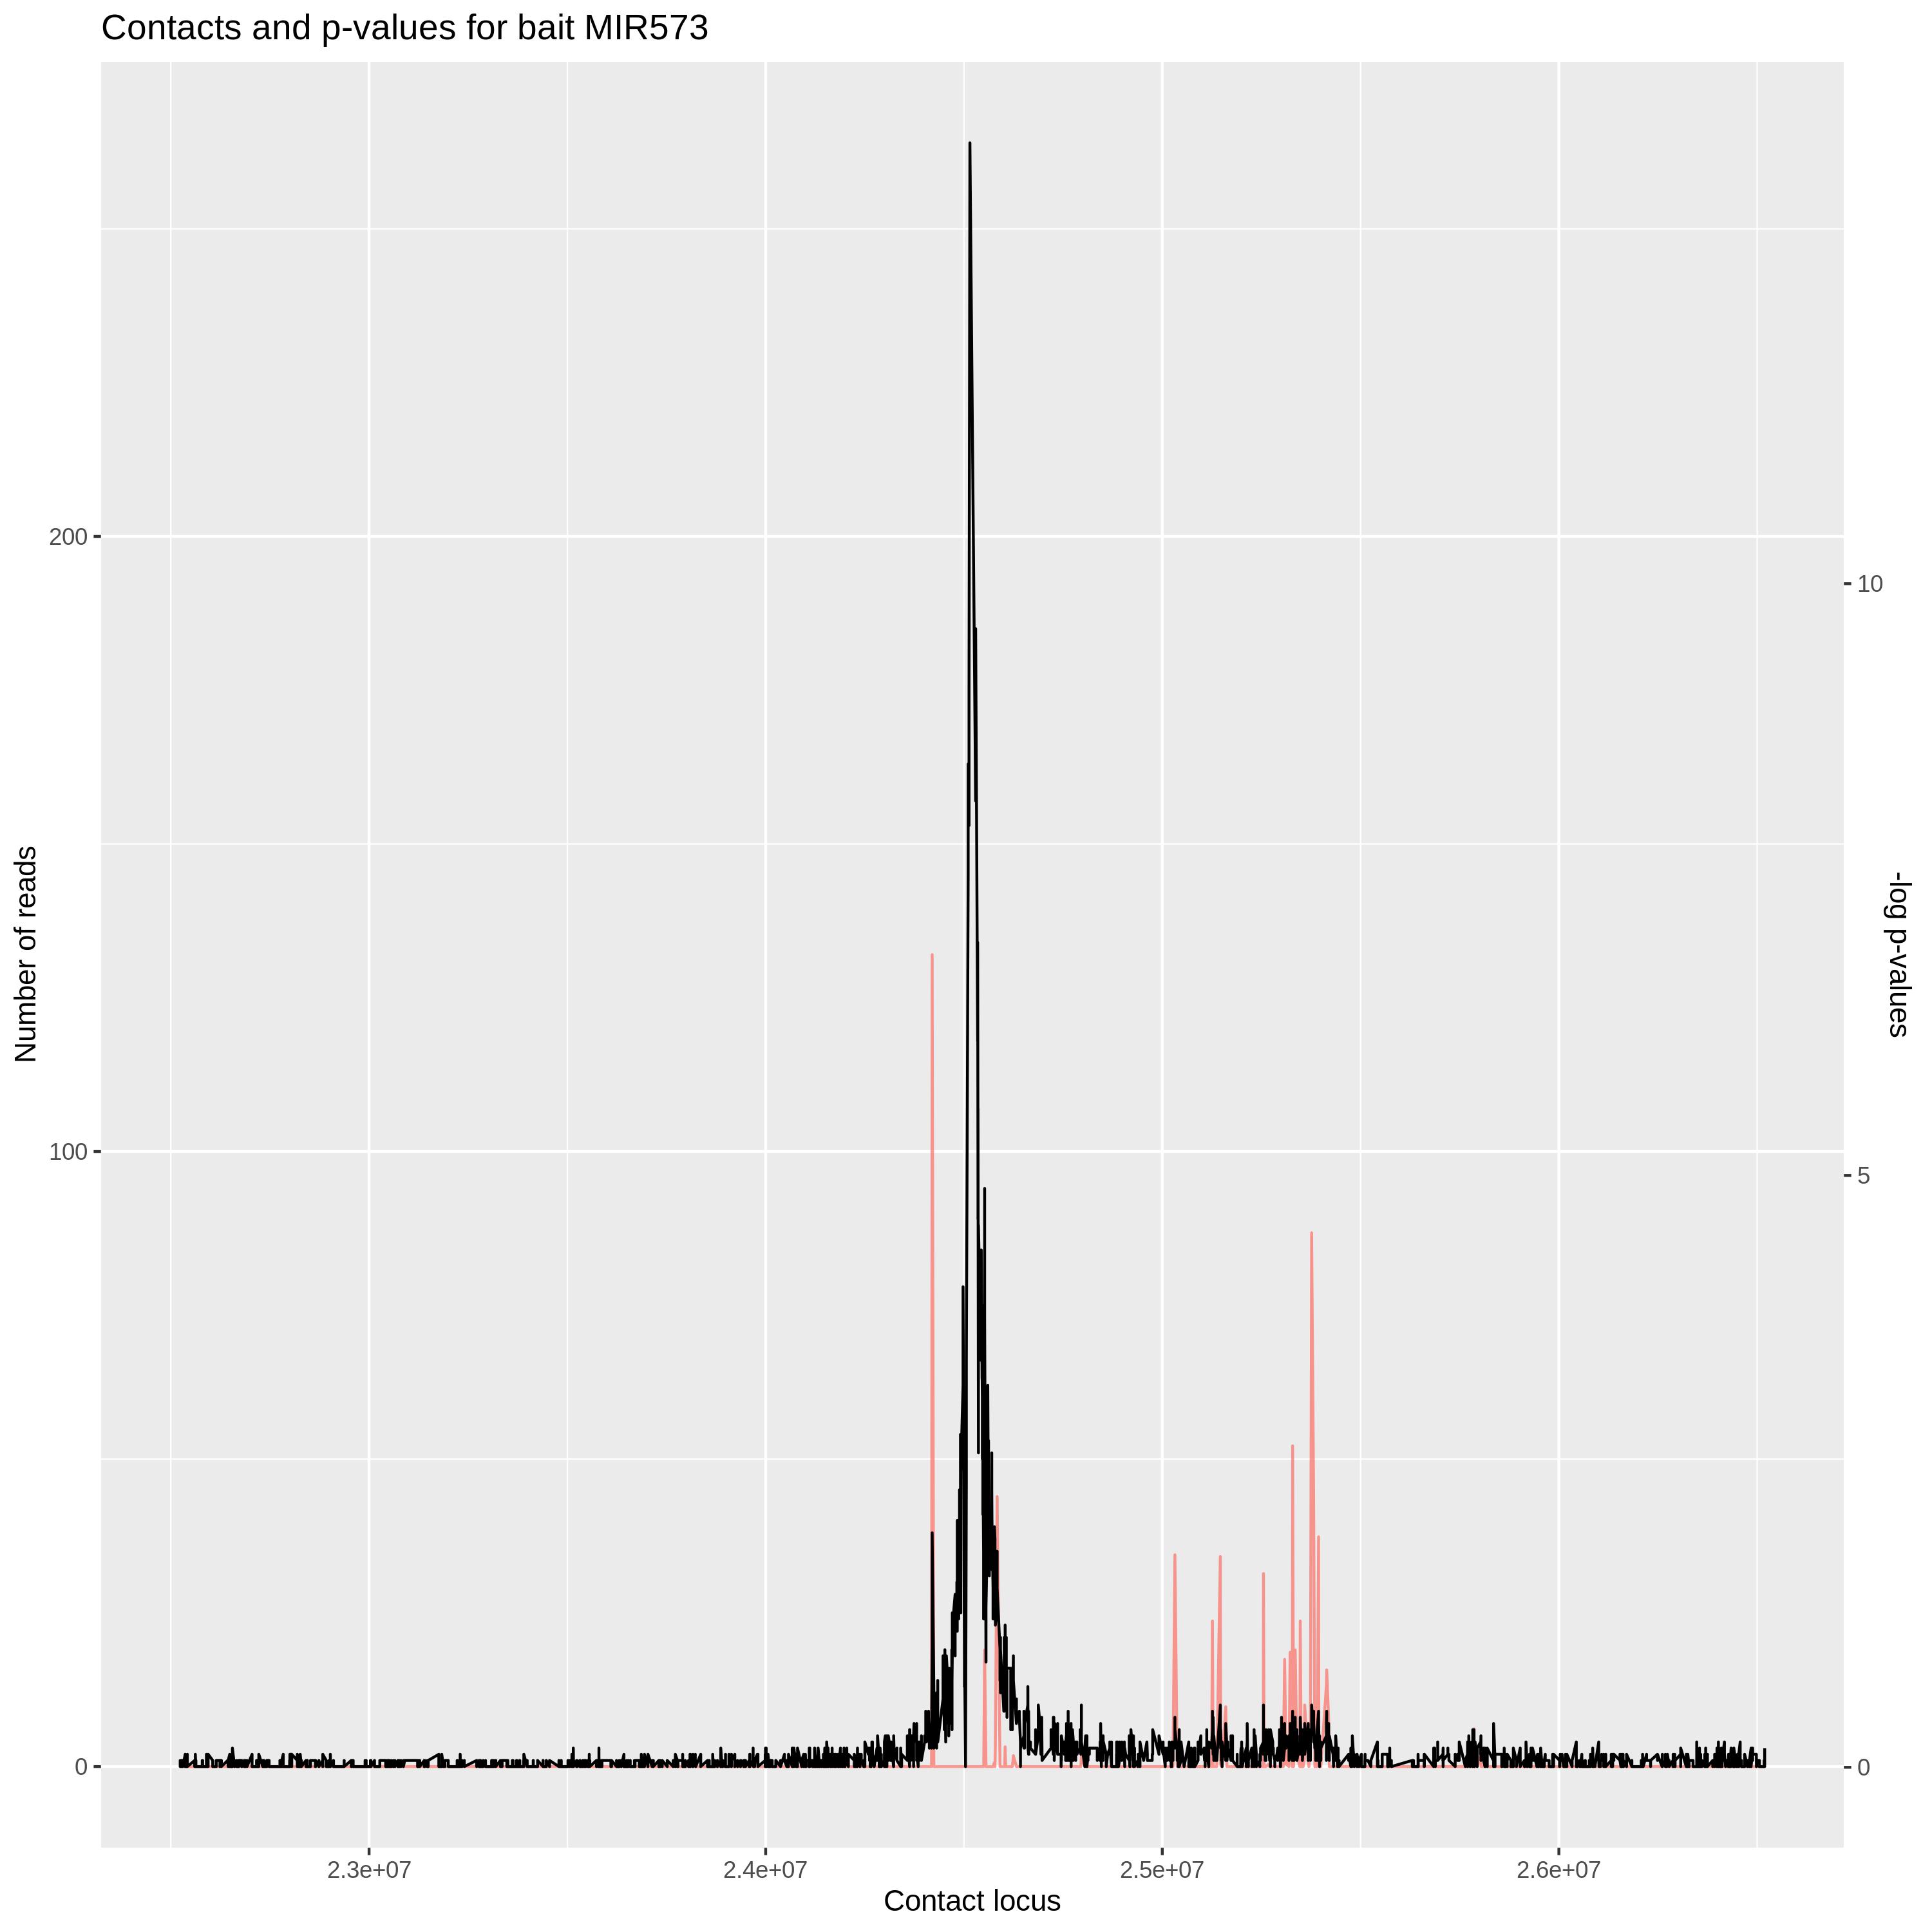 Contacts and p-values for bait MIR573
Number of reads
200
100
0
10
5
0
-log p-values
2.3e+07
2.4e+07
2.5e+07
2.6e+07
Contact locus